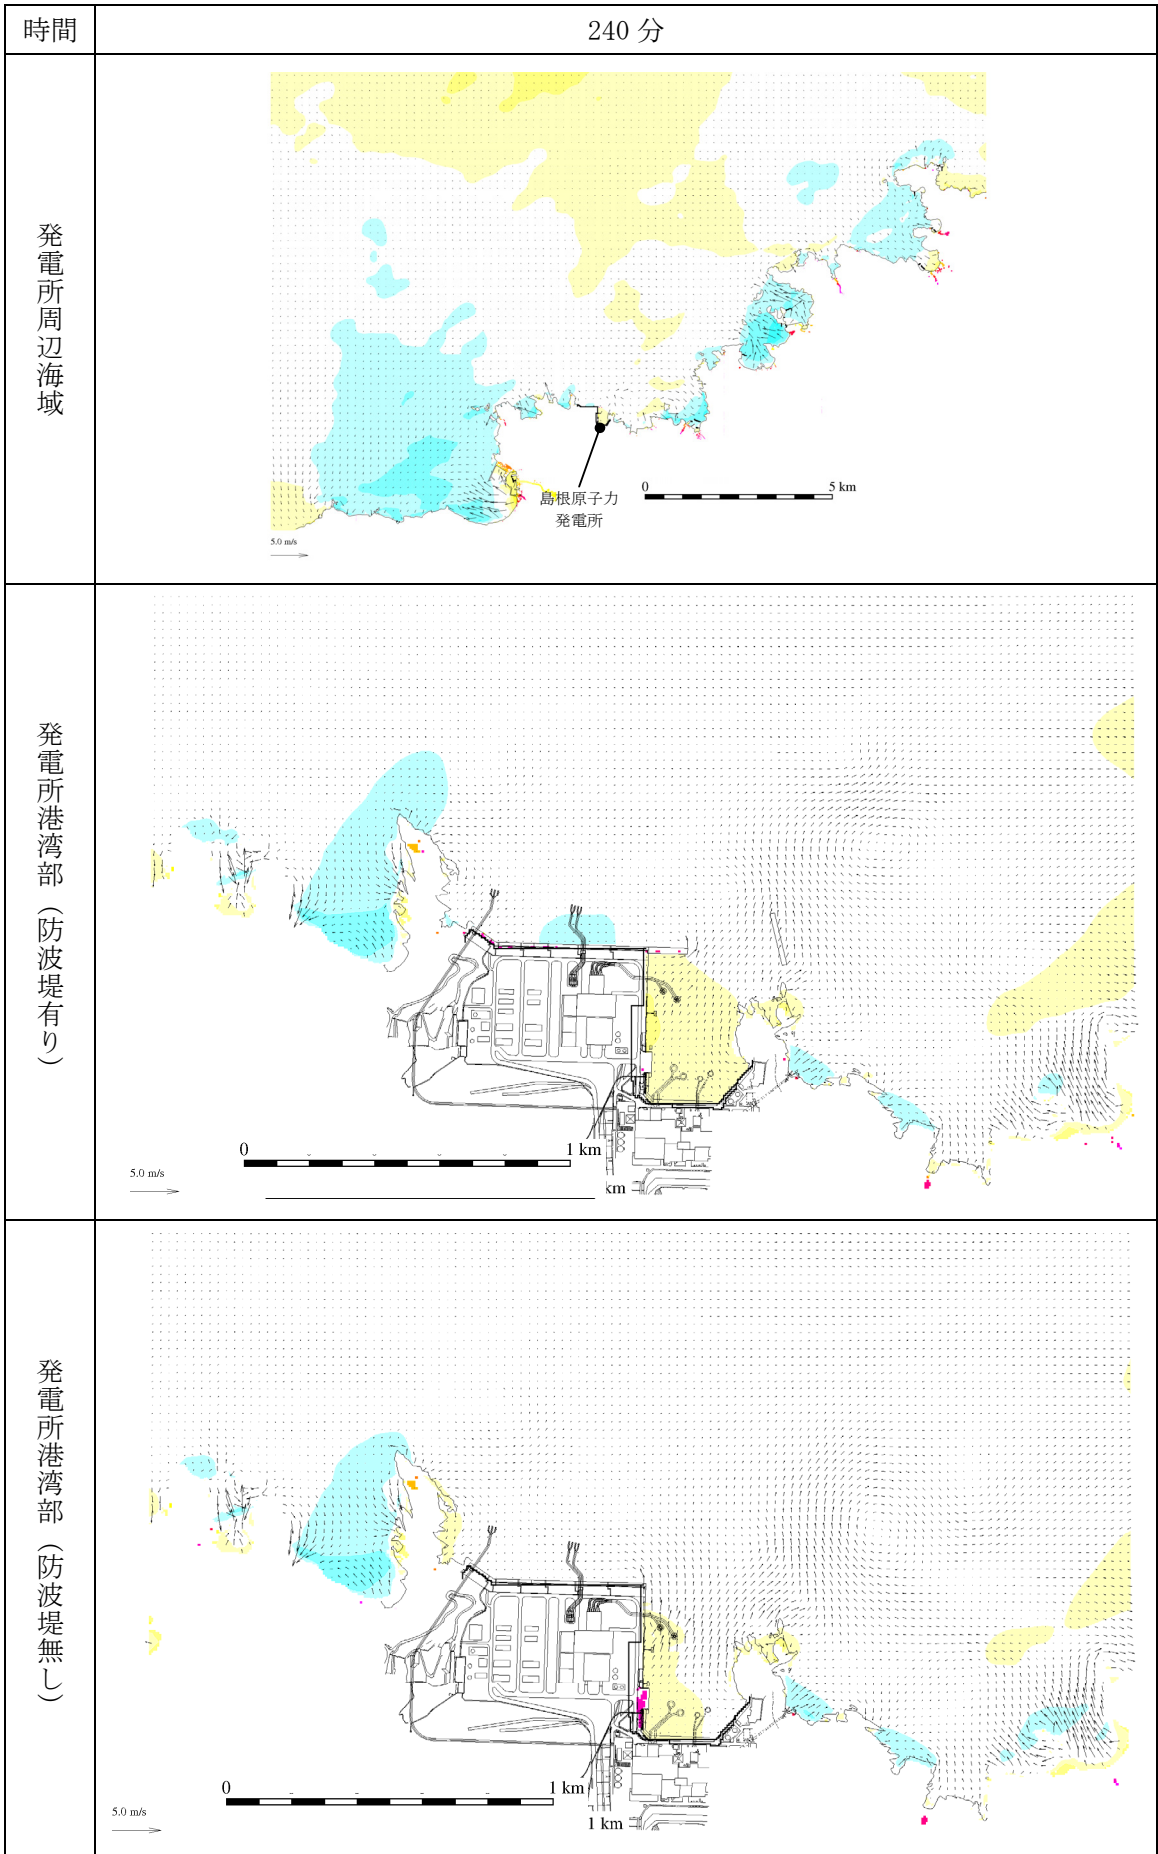 時間
240 分
発電所周辺海域
島根原子力
発電所
0
5 km
5.0 m/s
発電所港湾部（防波堤有り）
0
1 km
5.0 m/s
km
発電所港湾部（防波堤無し）
0
1 km
5.0 m/s
1 km